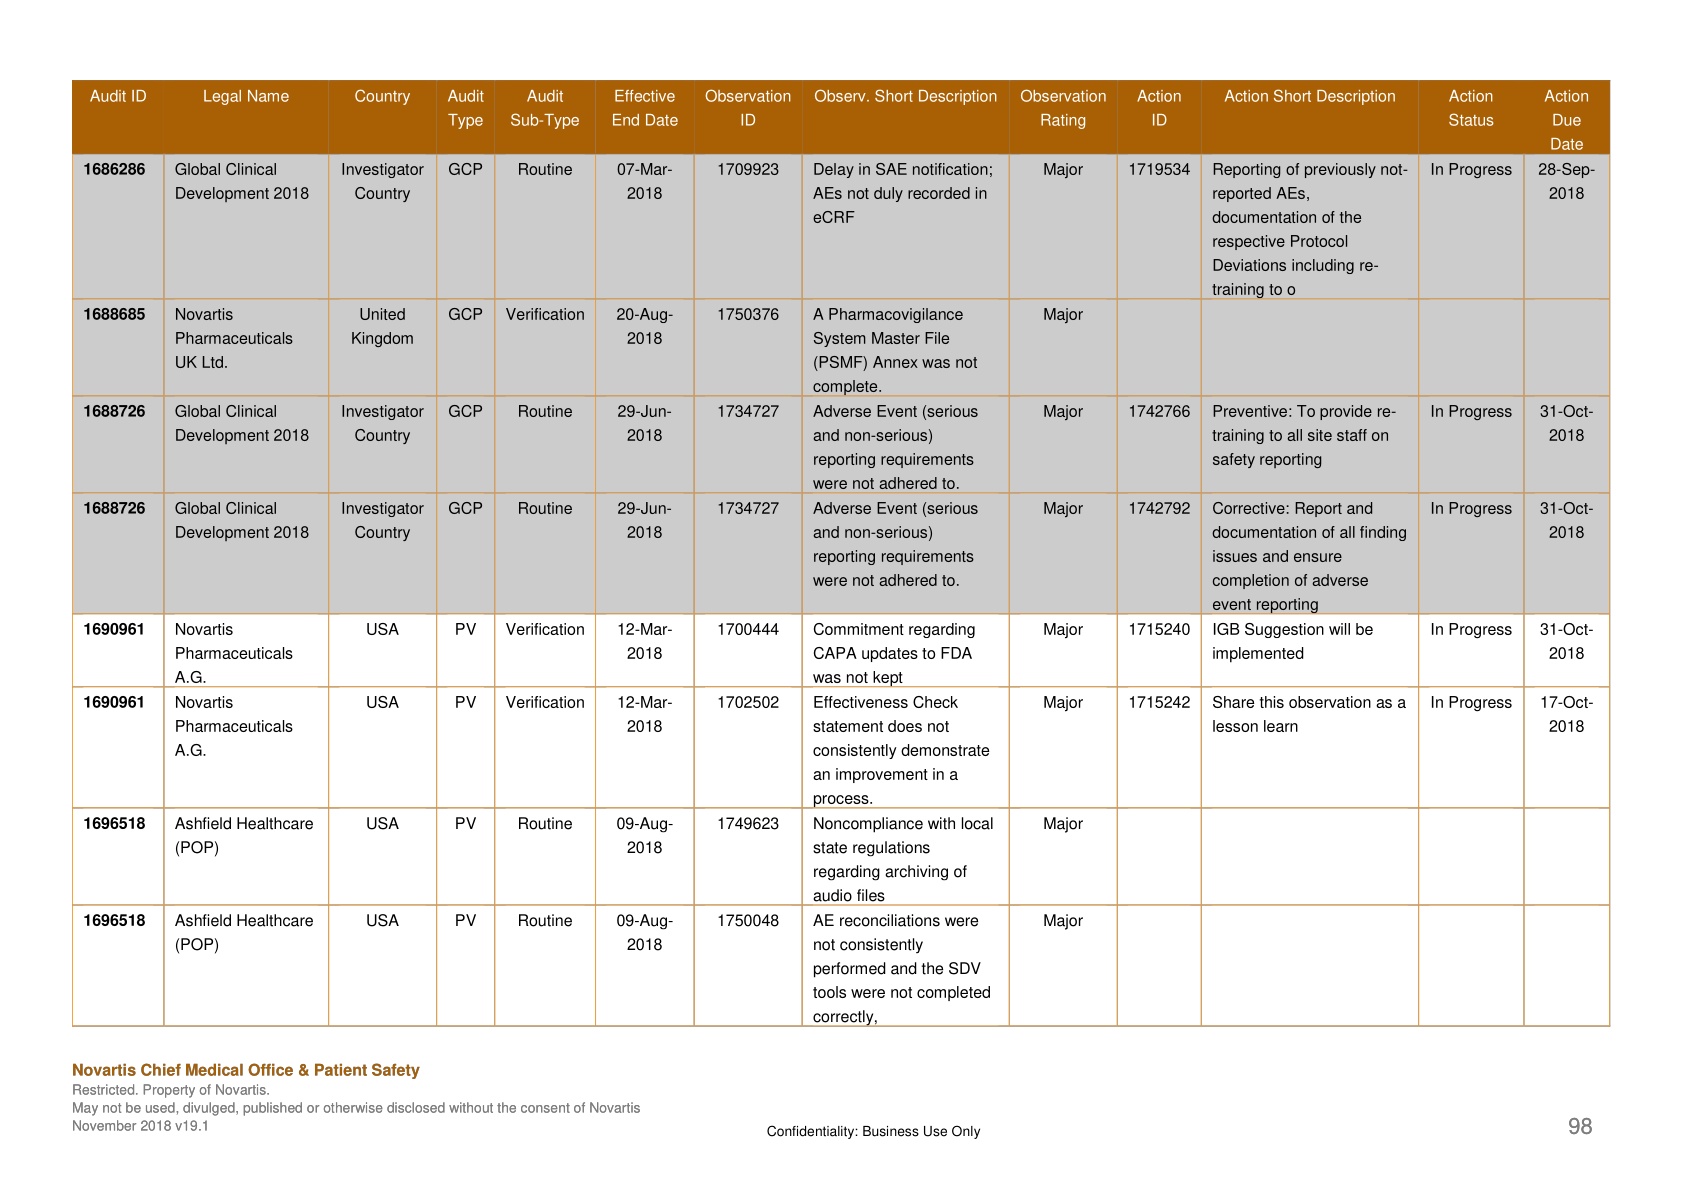 Audit ID Legal Name Country Audit Type Audit Sub-Type Effective End Date Observation ID Observ. Short Description Observation Rating Action ID Action Short Description Action Status Action Due Date
1686286 Global Clinical Development 2018 Investigator Country GCP Routine 07-Mar-2018 1709923 Delay in SAE notification; AEs not duly recorded in eCRF Major 1719534 Reporting of previously not-reported AEs, documentation of the respective Protocol Deviations including re-training to o In Progress 28-Sep-2018
1688685 Novartis Pharmaceuticals UK Ltd. United Kingdom GCP Verification 20-Aug-2018 1750376 A Pharmacovigilance System Master File (PSMF) Annex was not complete. Major
1688726 Global Clinical Development 2018 Investigator Country GCP Routine 29-Jun-2018 1734727 Adverse Event (serious and non-serious) reporting requirements were not adhered to. Major 1742766 Preventive: To provide re-training to all site staff on safety reporting In Progress 31-Oct-2018
1688726 Global Clinical Development 2018 Investigator Country GCP Routine 29-Jun-2018 1734727 Adverse Event (serious and non-serious) reporting requirements were not adhered to. Major 1742792 Corrective: Report and documentation of all finding issues and ensure completion of adverse event reporting In Progress 31-Oct-2018
1690961 Novartis Pharmaceuticals A.G. USA PV Verification 12-Mar-2018 1700444 Commitment regarding CAPA updates to FDA was not kept Major 1715240 IGB Suggestion will be implemented In Progress 31-Oct-2018
1690961 Novartis Pharmaceuticals A.G. USA PV Verification 12-Mar-2018 1702502 Effectiveness Check statement does not consistently demonstrate an improvement in a process. Major 1715242 Share this observation as a lesson learn In Progress 17-Oct-2018
1696518 Ashfield Healthcare (POP) USA PV Routine 09-Aug-2018 1749623 Noncompliance with local state regulations regarding archiving of audio files Major
1696518 Ashfield Healthcare (POP) USA PV Routine 09-Aug-2018 1750048 AE reconciliations were not consistently performed and the SDV tools were not completed correctly, Major
Novartis Chief Medical Office & Patient Safety
Restricted. Property of Novartis.
May not be used, divulged, published or otherwise disclosed without the consent of Novartis
November 2018 v19.1
Confidentiality: Business Use Only
98